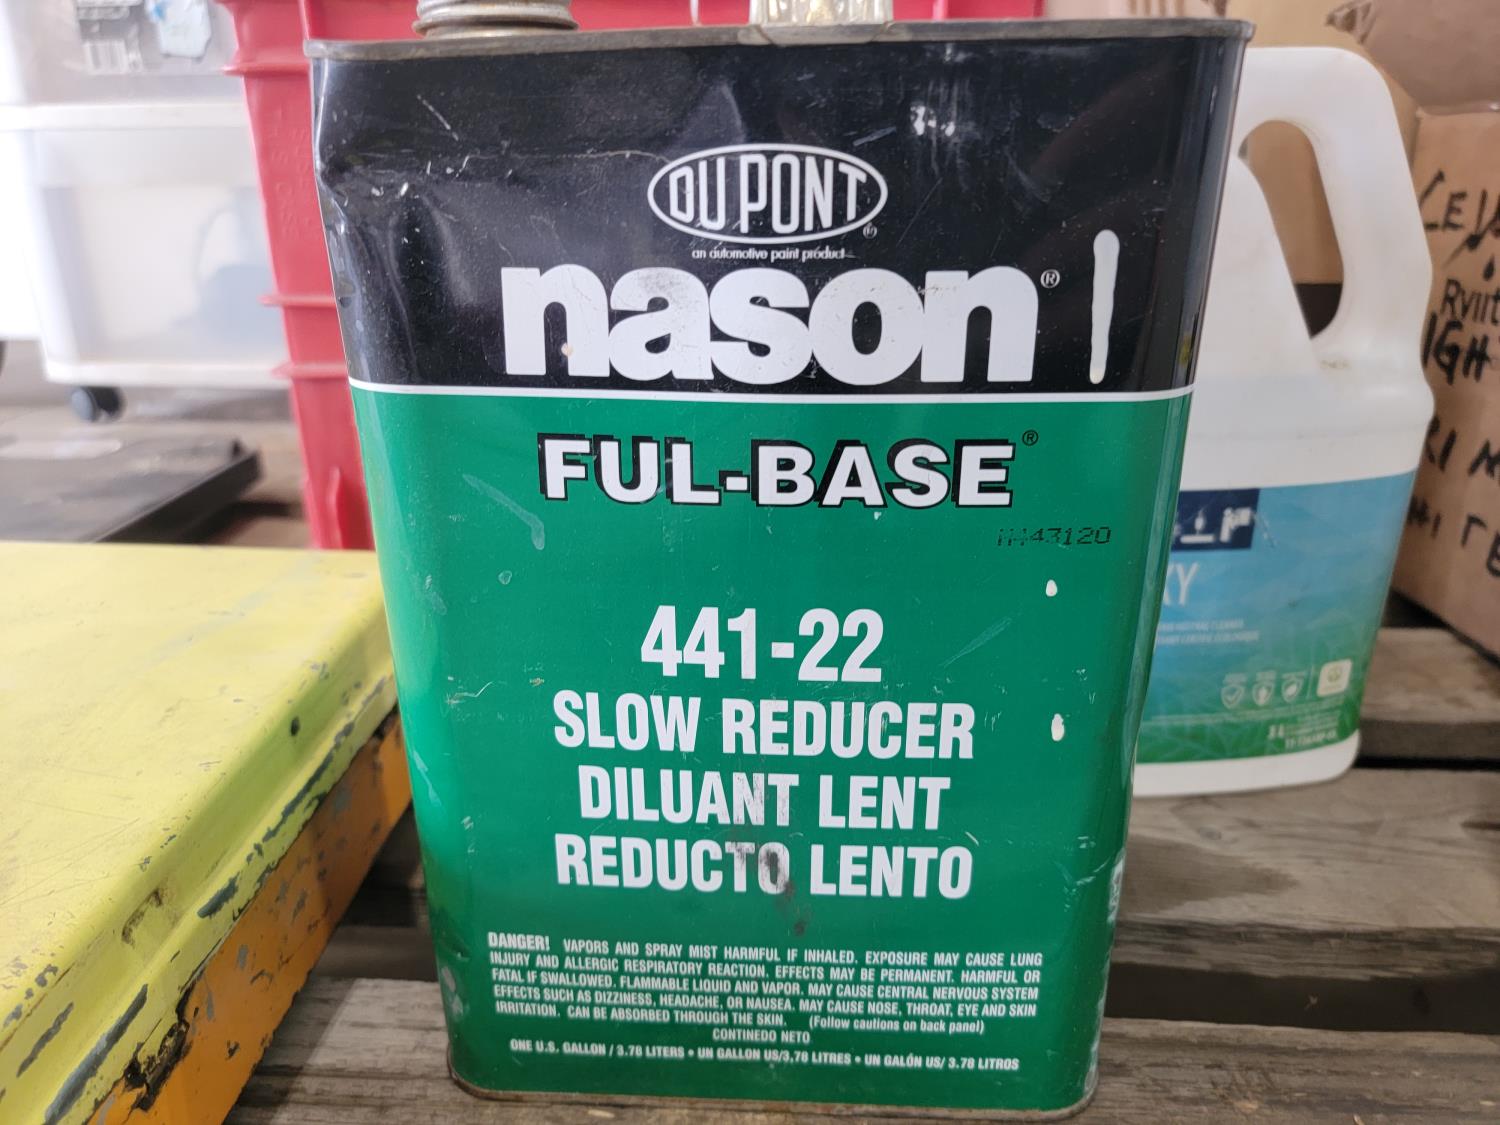 DU PONT
an automotive paint product
nason®
FUL-BASE®
443120
441-22
SLOW REDUCER
DILUANT LENT
REDUCTO LENTO
DANGER! VAPORS AND SPRAY MIST HARMFUL IF INHALED. EXPOSURE MAY CAUSE LUNG
INJURY AND ALLERGIC RESPIRATORY REACTION. EFFECTS MAY BE PERMANENT. HARMFUL OR
FATAL IF SWALLOWED. FLAMMABLE LIQUID AND VAPOR. MAY CAUSE CENTRAL NERVOUS SYSTEM
EFFECTS SUCH AS DIZZINESS, HEADACHE, OR NAUSEA. MAY CAUSE NOSE, THROAT, EYE AND SKIN
IRRITATION. CAN BE ABSORBED THROUGH THE SKIN. (Follow cautions on back panel)
CONTINEDO NETO
ONE U.S. GALLON / 3.78 LITERS • UN GALLON US/3,78 LITRES • UN GALÓN US/ 3.78 LITROS